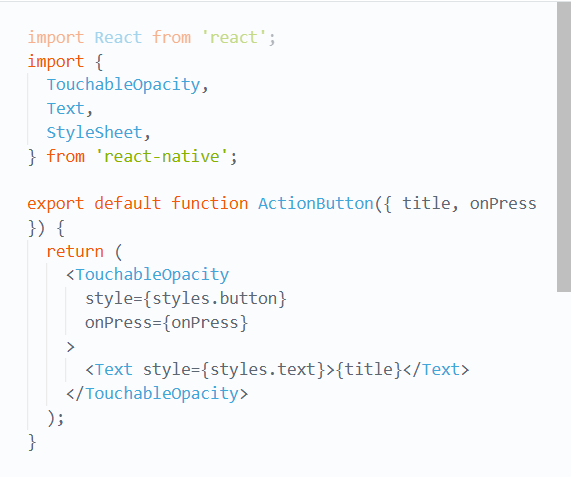 import React from 'react';
import {
  TouchableOpacity,
  Text,
  StyleSheet,
} from 'react-native';

export default function ActionButton({ title, onPress
}) {
  return (
    <TouchableOpacity
      style={styles.button}
      onPress={onPress}
    >
      <Text style={styles.text}>{title}</Text>
    </TouchableOpacity>
  );
}